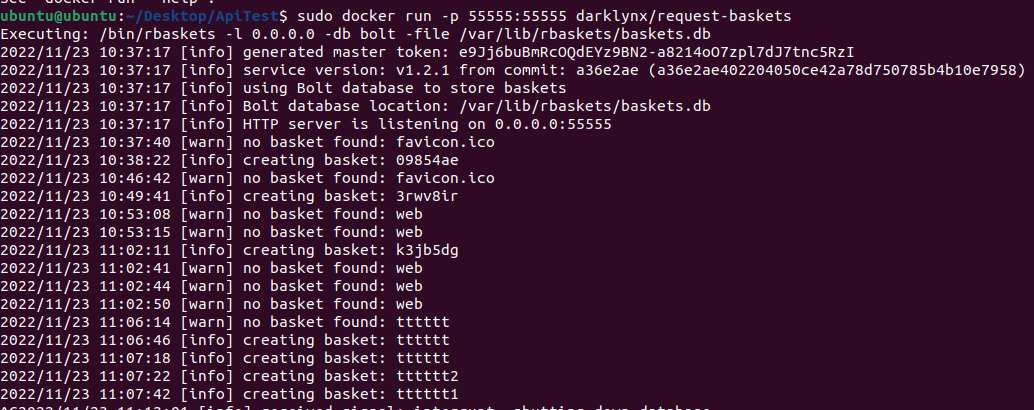 ubuntu@ubuntu:~/Desktop/ApiTest$ sudo docker run -p 55555:55555 darklynx/request-baskets
Executing: /bin/rbaskets -l 0.0.0.0 -db bolt -file /var/lib/rbaskets/baskets.db
2022/11/23 10:37:17 [info] generated master token: e9Jj6buBmRcOQdEYz9BN2-a8214oO7zpl7dJ7tnc5RzI
2022/11/23 10:37:17 [info] service version: v1.2.1 from commit: a36e2ae (a36e2ae402204050ce42a78d750785b4b10e7958)
2022/11/23 10:37:17 [info] using Bolt database to store baskets
2022/11/23 10:37:17 [info] Bolt database location: /var/lib/rbaskets/baskets.db
2022/11/23 10:37:17 [info] HTTP server is listening on 0.0.0.0:55555
2022/11/23 10:37:40 [warn] no basket found: favicon.ico
2022/11/23 10:38:22 [info] creating basket: 09854ae
2022/11/23 10:46:42 [warn] no basket found: favicon.ico
2022/11/23 10:49:41 [info] creating basket: 3rwv8ir
2022/11/23 10:53:08 [warn] no basket found: web
2022/11/23 10:53:15 [warn] no basket found: web
2022/11/23 11:02:11 [info] creating basket: k3jb5dg
2022/11/23 11:02:41 [warn] no basket found: web
2022/11/23 11:02:44 [warn] no basket found: web
2022/11/23 11:02:50 [warn] no basket found: web
2022/11/23 11:06:14 [warn] no basket found: tttttt
2022/11/23 11:06:46 [info] creating basket: tttttt
2022/11/23 11:07:18 [info] creating basket: tttttt
2022/11/23 11:07:22 [info] creating basket: tttttt2
2022/11/23 11:07:42 [info] creating basket: tttttt1